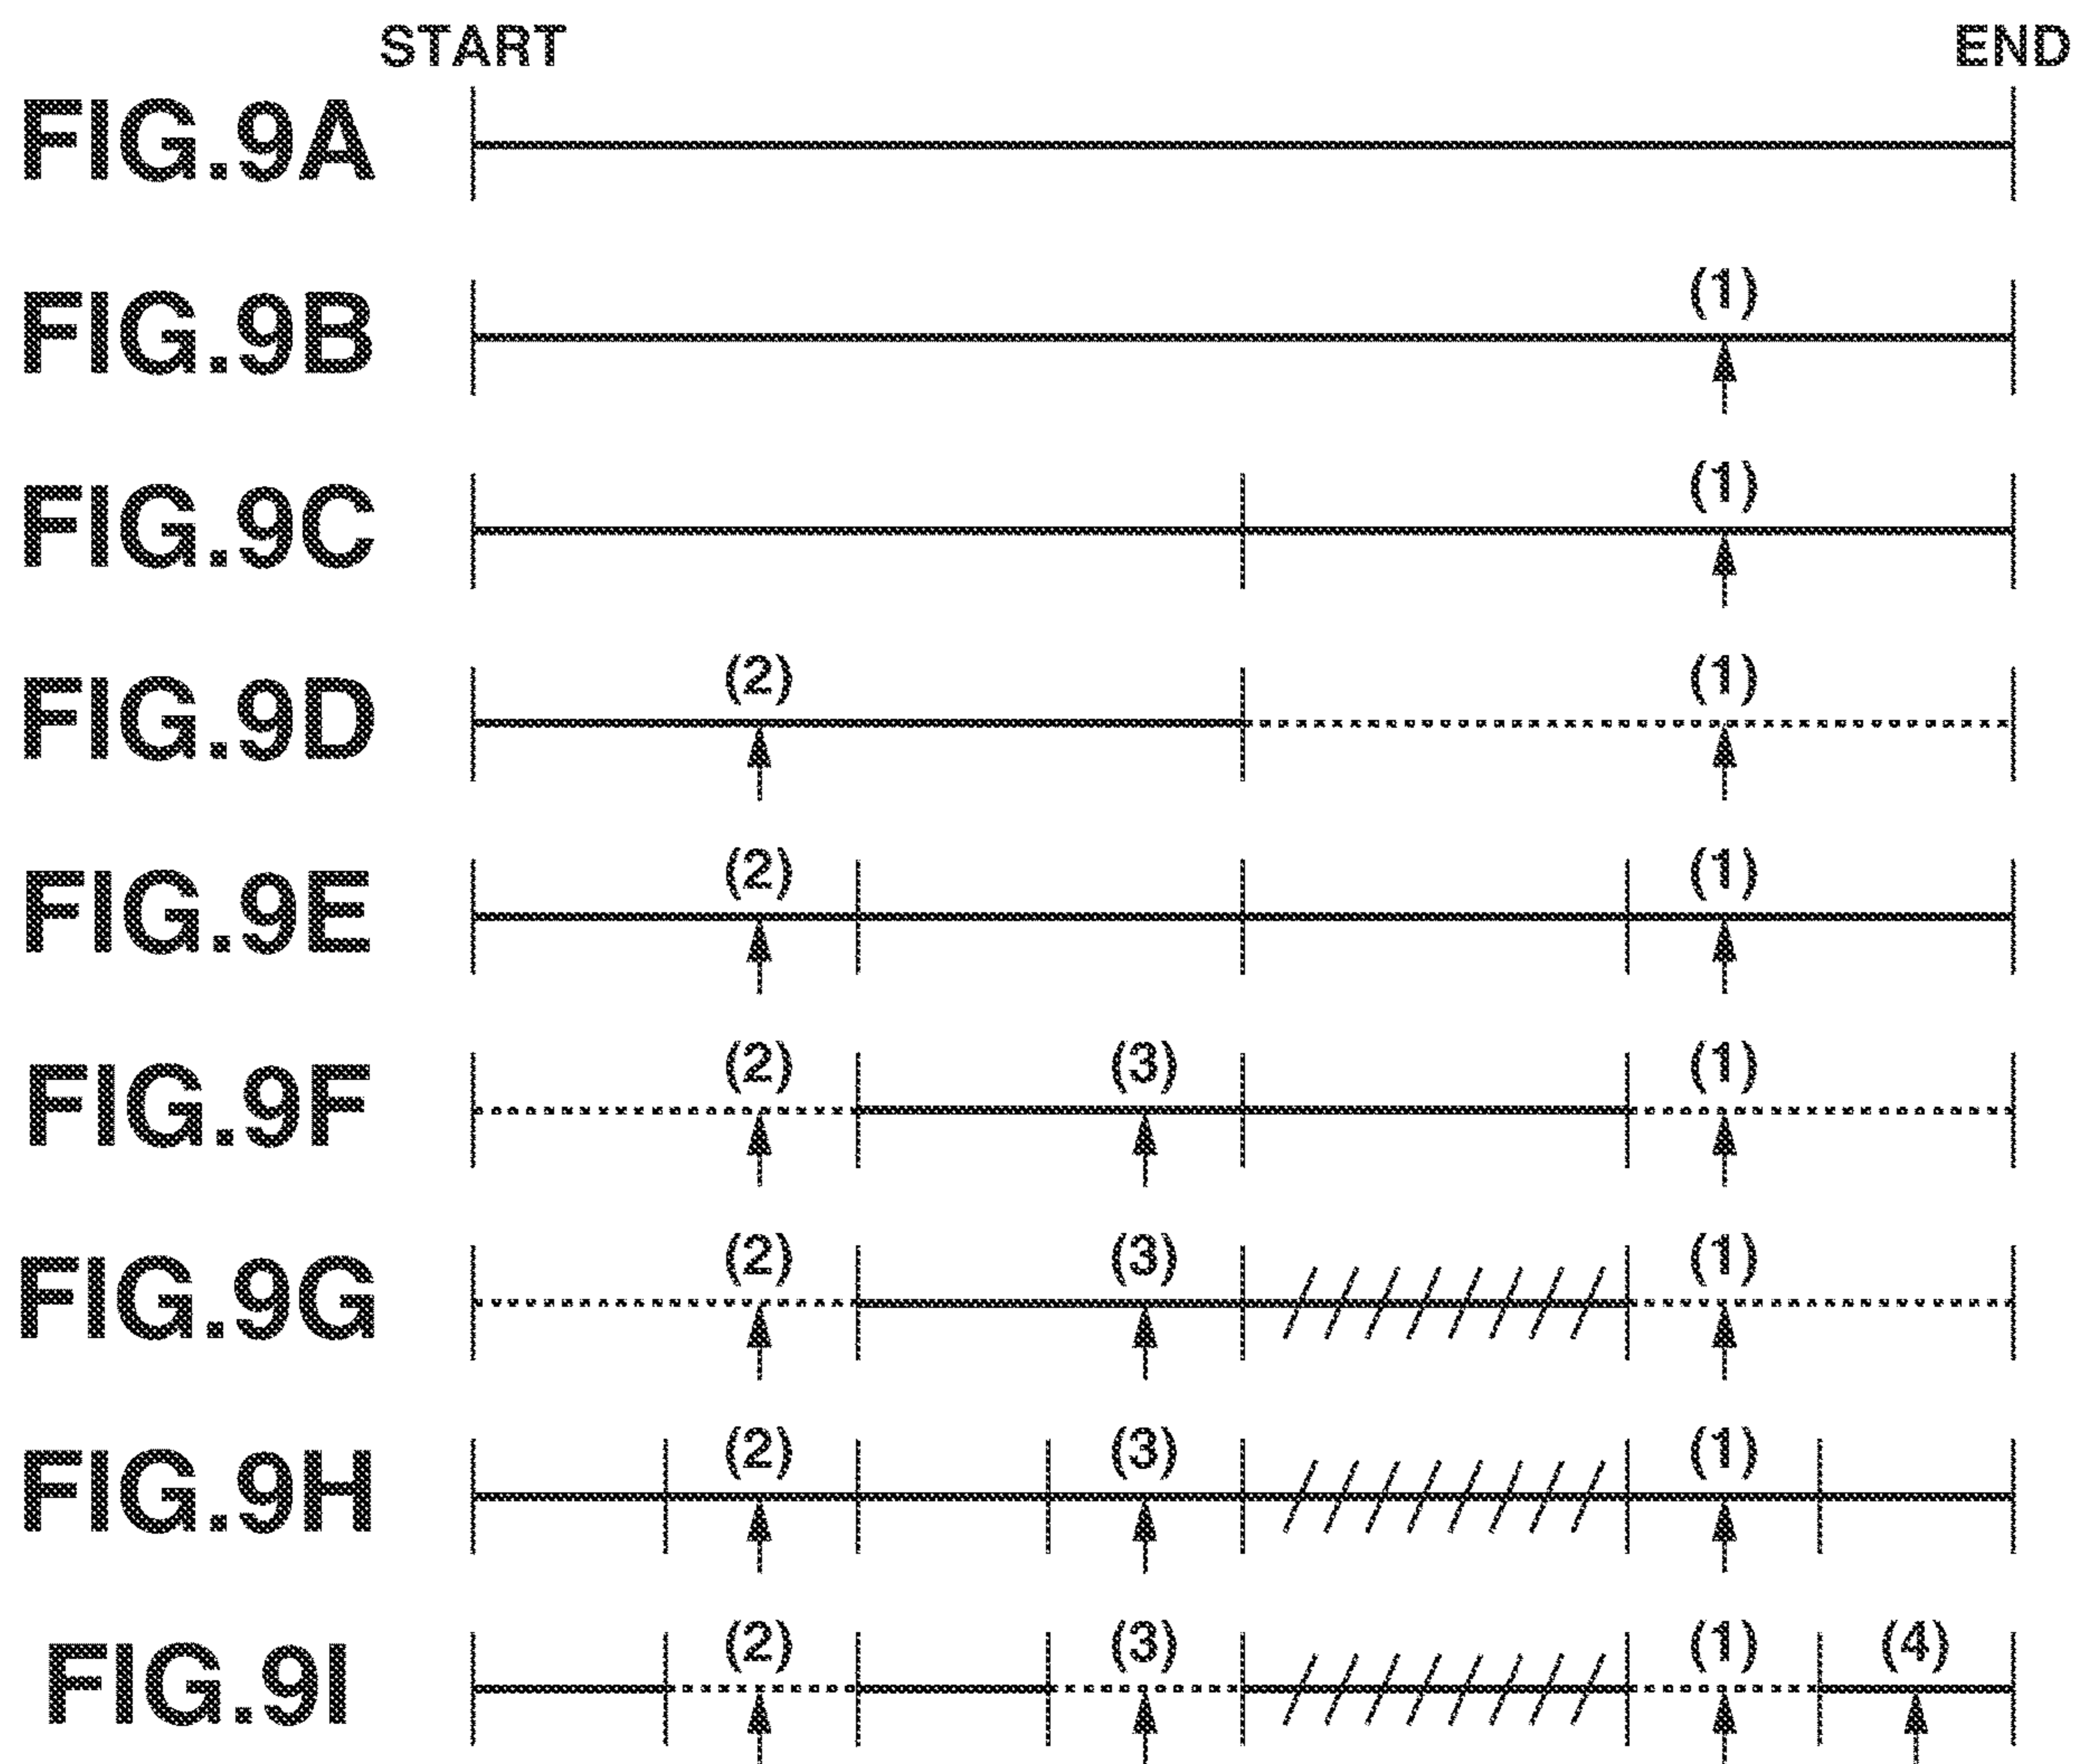 START END
FIG.9A
FIG.9B (1)
FIG.9C (1)
FIG.9D (2) (1)
FIG.9E (2) (1)
FIG.9F (2) (3) (1)
FIG.9G (2) (3) (1)
FIG.9H (2) (3) (1)
FIG.9I (2) (3) (1) (4)